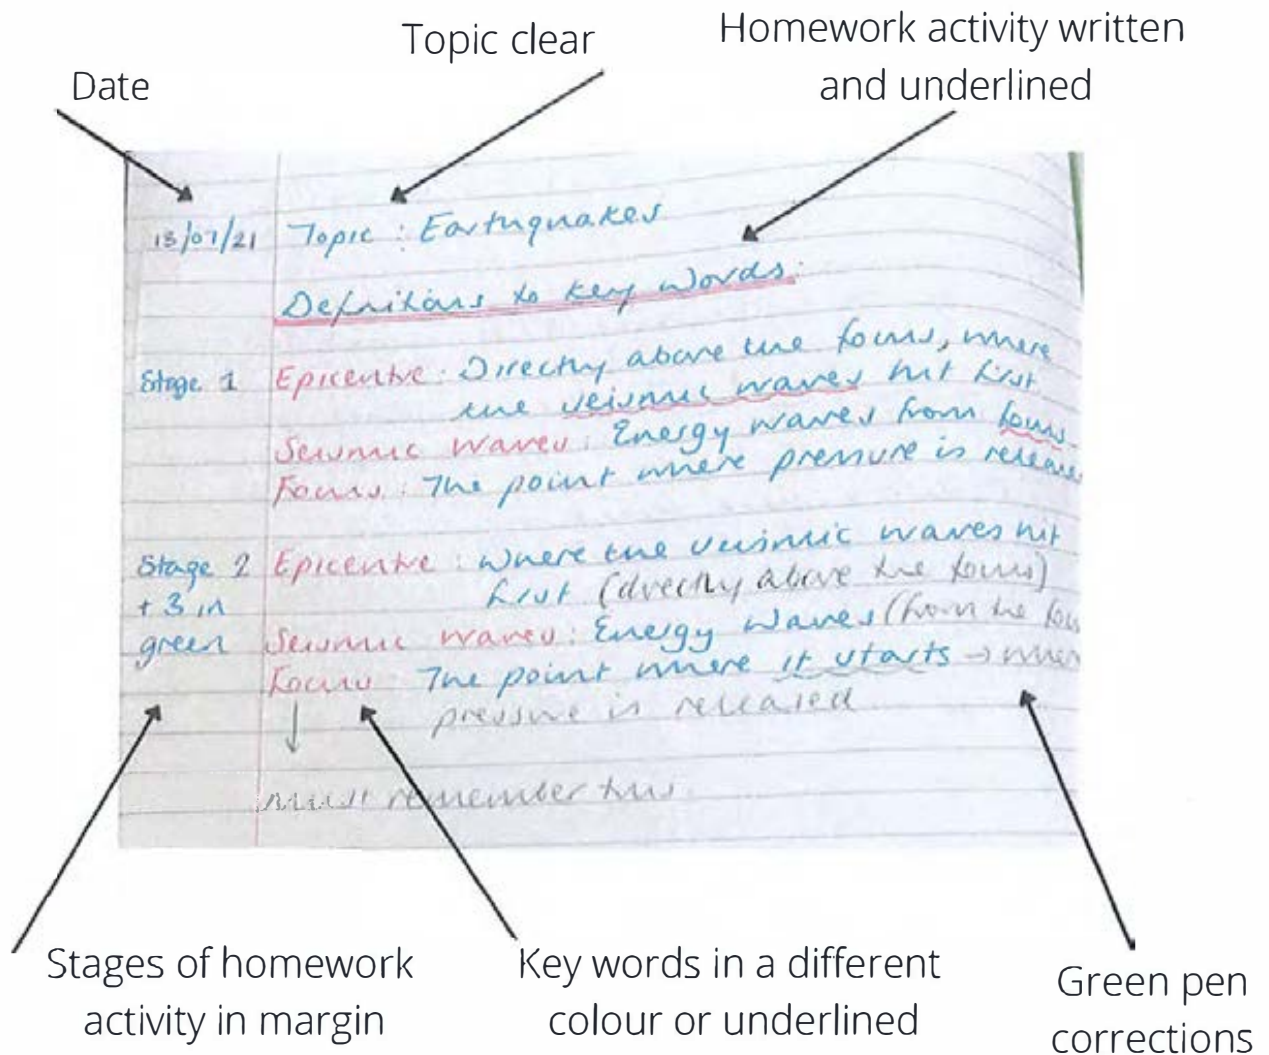 Topic clear
Homework activity written
and underlined
Date
13/07/21 Topic : Earthquakes
Definitions to key words:
Stage 1 Epicentre : Directly above the focus, where
the seismic waves hit first
Seismic waves : Energy waves from focus.
Focus : The point where pressure is
Stage 2 Epicentre : Where the seismic waves hit
+ 3 in first (directly above the focus)
green Seismic waves : Energy waves (from the
Focus : The point where it starts →
pressure is released
must remember this.
Stages of homework
activity in margin
Key words in a different
colour or underlined
Green pen
corrections